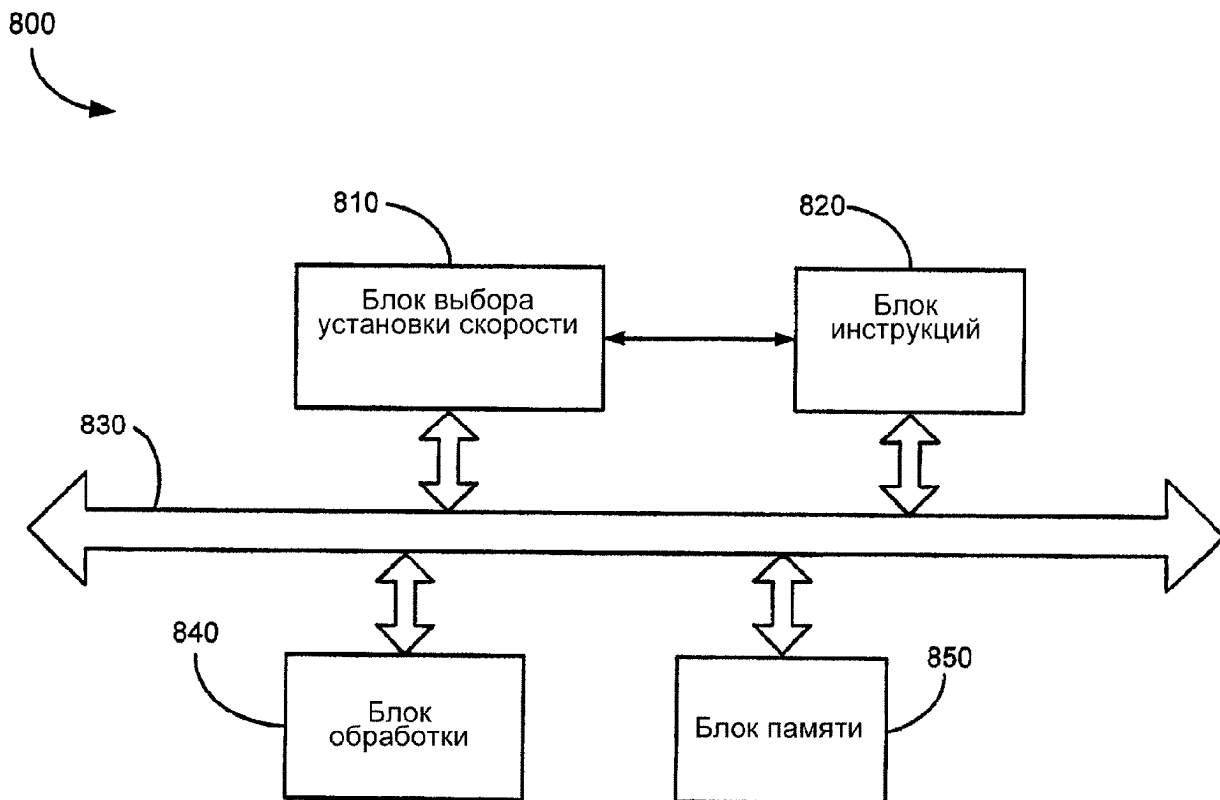 800
810
820
Блок выбора
установки скорости
Блок
инструкций
830
840
850
Блок
обработки
Блок памяти